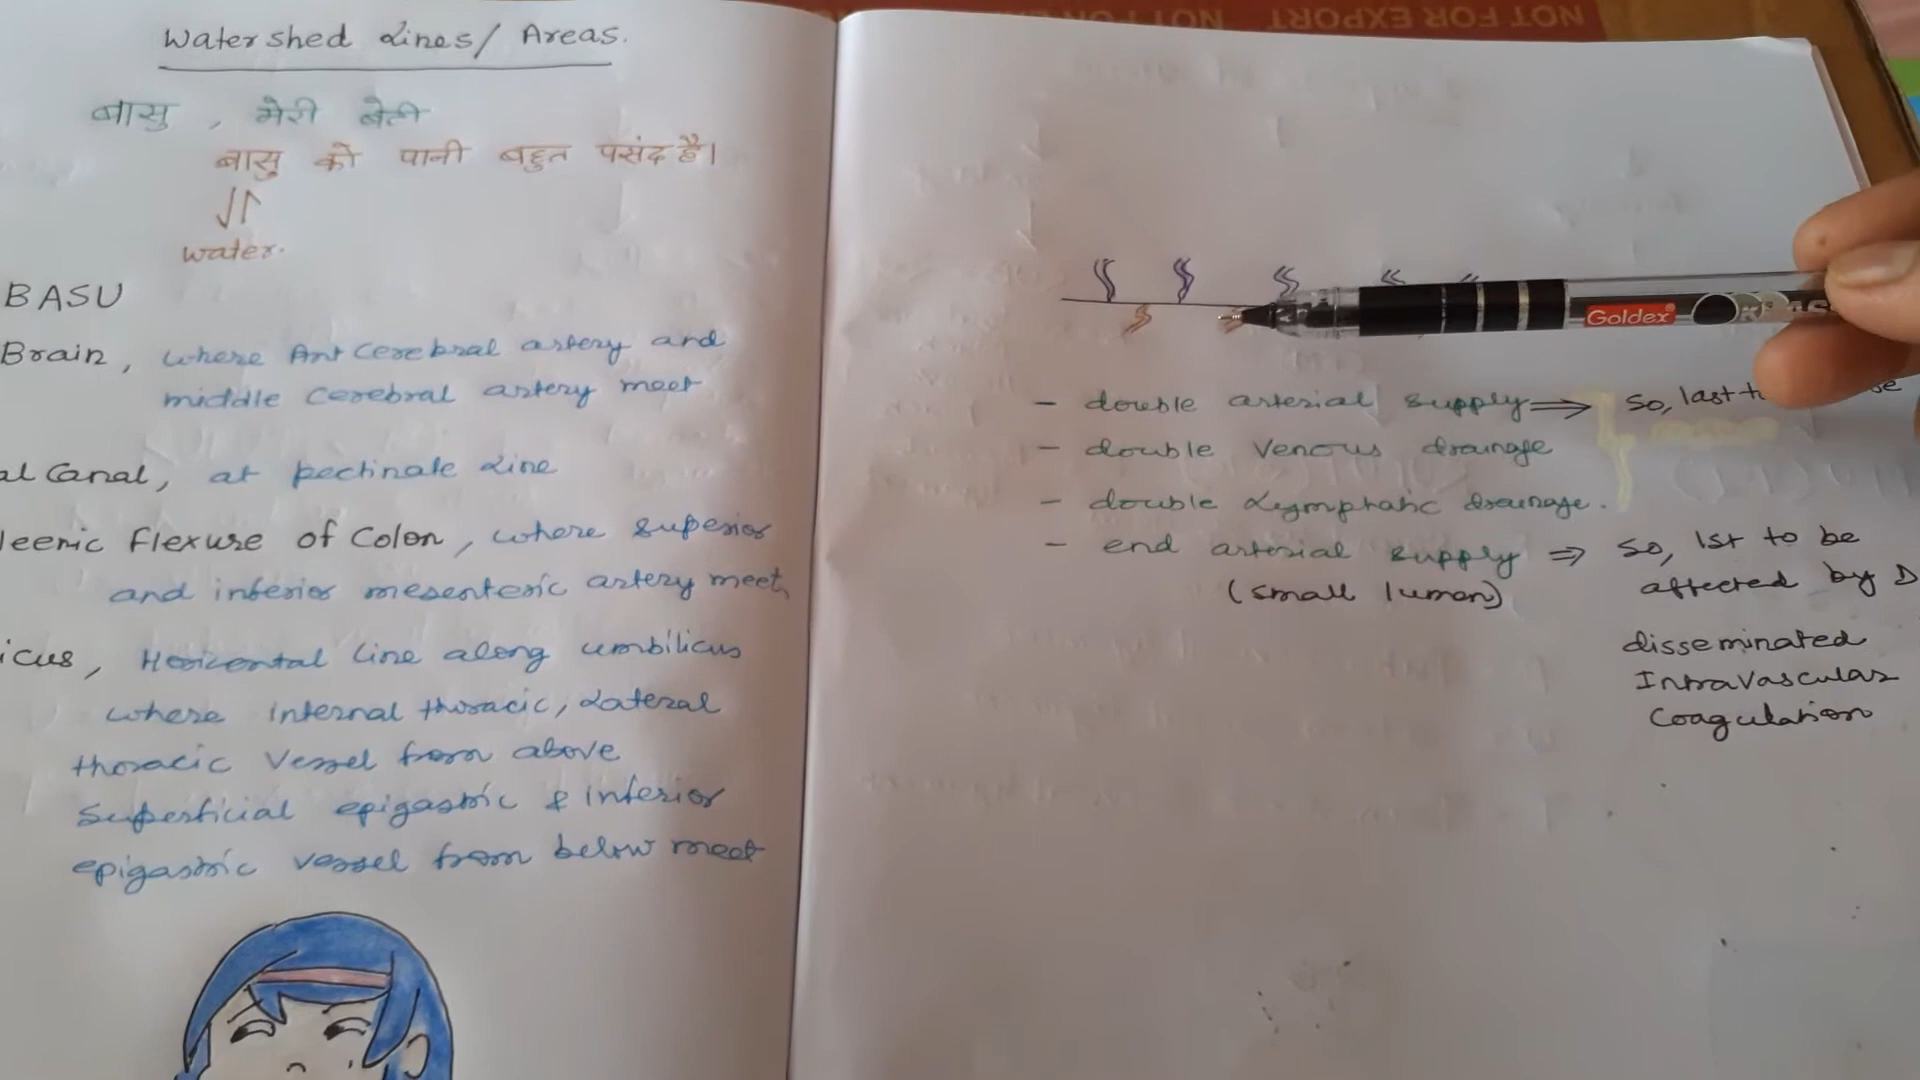 NOT FOR EXPORT NOT FOR
Watershed Lines/ Areas.
बासु , मेरी बेटी
बासु को पानी बहुत पसंद है।
water.
BASU
Brain, where Ant Cerebral artery and
middle Cerebral artery meet
al Canal, at pectinate Line
leenic flexure of Colon, where superior
and inferior mesenteric artery meet,
icus, Horizontal Line along umbilicus
where internal thoracic, Lateral
thoracic Vessel from above
Superficial epigastric & inferior
epigastric vessel from below meet
Goldex
- double arterial supply ⇒ So, last
- double Venous drainage
- double Lymphatic drainage.
- end arterial supply ⇒ So, 1st to be
(small lumen) affected by D
disseminated
IntraVascular
Coagulation